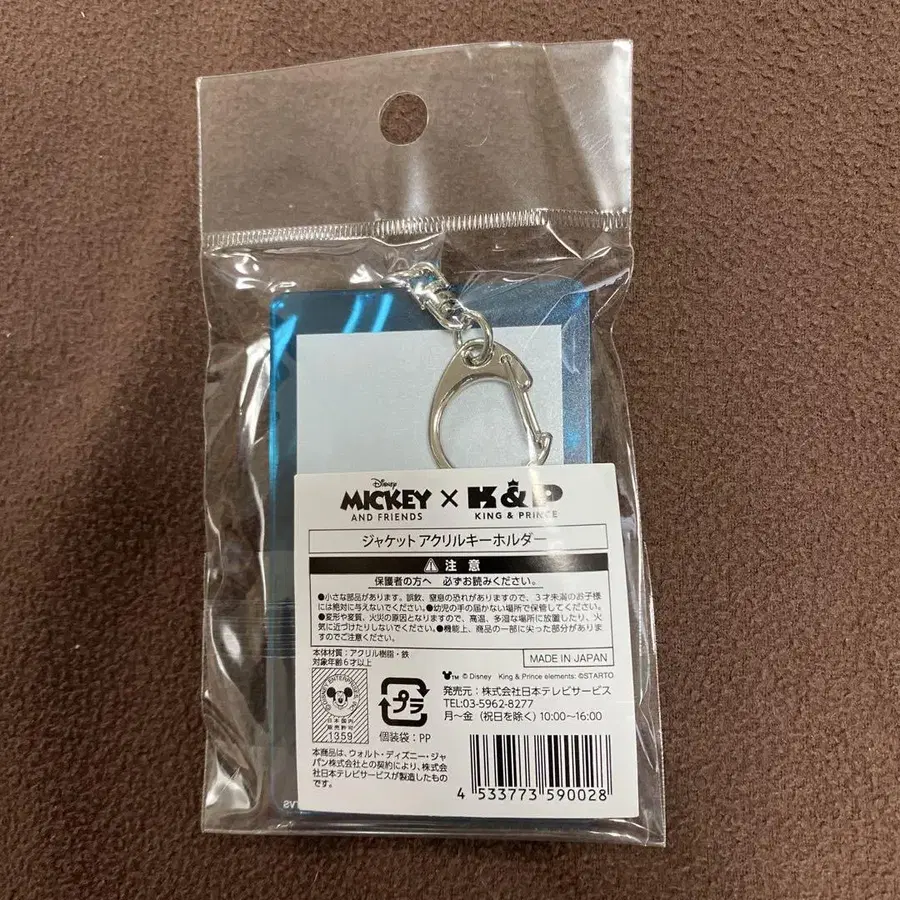 Disney
MICKEY
AND FRIENDS
×
K&P
KING & PRINCE
ジャケット アクリルキーホルダー
注 意
保護者の方へ 必ずお読みください。
●小さな部品があります。誤飲、窒息の恐れがありますので、3才未満のお子様
には絶対に与えないでください。●幼児の手の届かない場所で保管してください。
●変形や変質、火災の原因となりますので、高温、多湿な場所に放置したり、火
気に近づけたりしないでください。●機能上、商品の一部に尖った部分がありま
すのでご注意ください。
本体材質：アクリル樹脂・鉄
対象年齢6才以上
MADE IN JAPAN
TM © Disney King & Prince elements: ©STARTO
発売元：株式会社日本テレビサービス
TEL:03-5962-8277
月～金（祝日を除く）10:00～16:00
日本国内
販売許可
1359
プラ
個装袋：PP
本商品は、ウォルト・ディズニー・ジャ
パン株式会社との契約により、株式会
社日本テレビサービスが製造したもの
です。
4 533773 590028